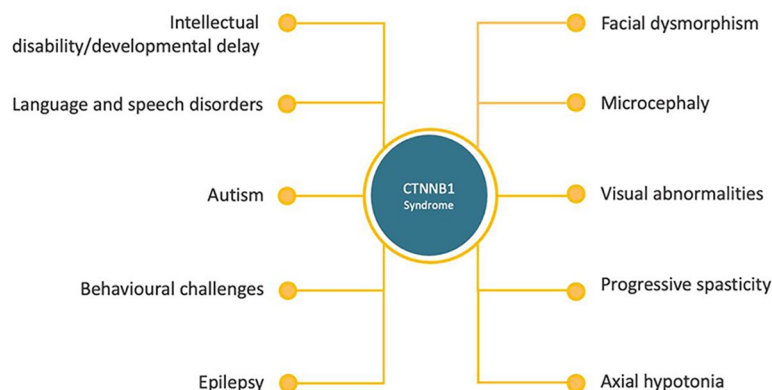 Intellectual
disability/developmental delay
Language and speech disorders
Autism
Behavioural challenges
Epilepsy
CTNNB1
Syndrome
Facial dysmorphism
Microcephaly
Visual abnormalities
Progressive spasticity
Axial hypotonia